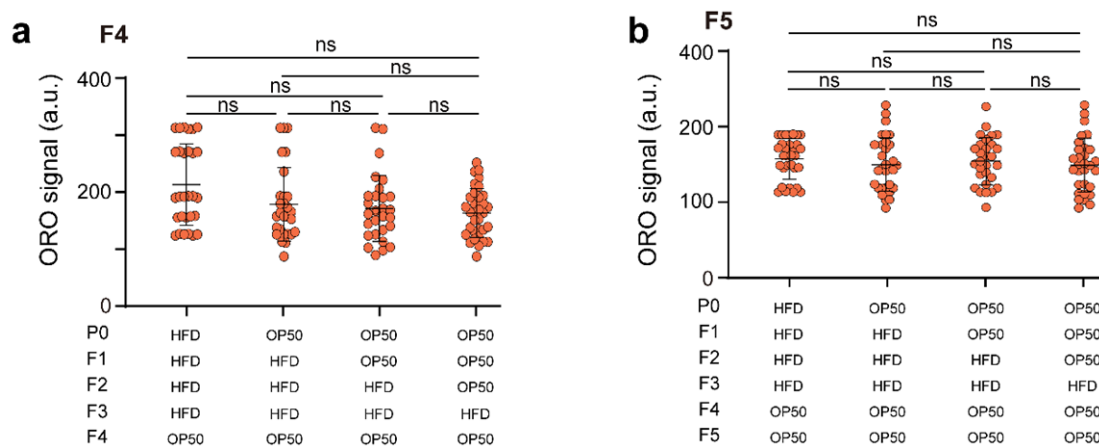 a F4
ns
ns
ns
ns ns ns
ORO signal (a.u.)
400
200
0
P0 HFD OP50 OP50 OP50
F1 HFD HFD OP50 OP50
F2 HFD HFD HFD OP50
F3 HFD HFD HFD HFD
F4 OP50 OP50 OP50 OP50
b F5
ns
ns
ns
ns ns ns
ORO signal (a.u.)
400
200
100
0
P0 HFD OP50 OP50 OP50
F1 HFD HFD OP50 OP50
F2 HFD HFD HFD OP50
F3 HFD HFD HFD HFD
F4 OP50 OP50 OP50 OP50
F5 OP50 OP50 OP50 OP50